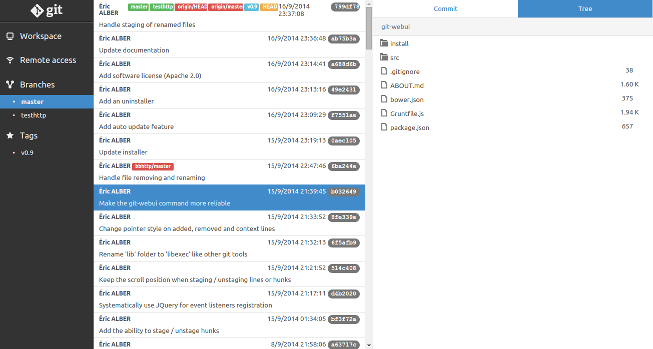 git
Workspace
Remote access
Branches
master
testhttp
Tags
v0.9
Éric ALBER master testhttp origin/HEAD origin/master v0.9 HEAD 16/9/2014 23:37:08
Handle staging of renamed files
Éric ALBER 16/9/2014 23:36:48 ab73b3a
Update documentation
Éric ALBER 16/9/2014 23:14:41 a688d6b
Add software license (Apache 2.0)
Éric ALBER 16/9/2014 23:13:16 49e2431
Add an uninstaller
Éric ALBER 16/9/2014 23:09:29 f7551aa
Add auto update feature
Éric ALBER 15/9/2014 23:19:13 0aec105
Update installer
Éric ALBER bbhttp/master 15/9/2014 22:47:46 6ba244a
Handle file removing and renaming
Éric ALBER 15/9/2014 21:39:45 b032649
Make the git-webui command more reliable
Éric ALBER 15/9/2014 21:33:52 ffe339e
Change pointer style on added, removed and context lines
Éric ALBER 15/9/2014 21:32:13 6f5afb9
Rename 'lib' folder to 'libexec' like other git tools
Éric ALBER 15/9/2014 21:21:52 514c408
Keep the scroll position when staging / unstaging lines or hunks
Éric ALBER 15/9/2014 21:17:11 d4b2020
Systematically use JQuery for event listeners registration
Éric ALBER 15/9/2014 01:34:05 bf3f72a
Add the ability to stage / unstage hunks
Éric ALBER 8/9/2014 21:58:06 a63717c
Commit Tree
git-webui
install
src
.gitignore 38
ABOUT.md 1.60 K
bower.json 375
Gruntfile.js 1.94 K
package.json 657